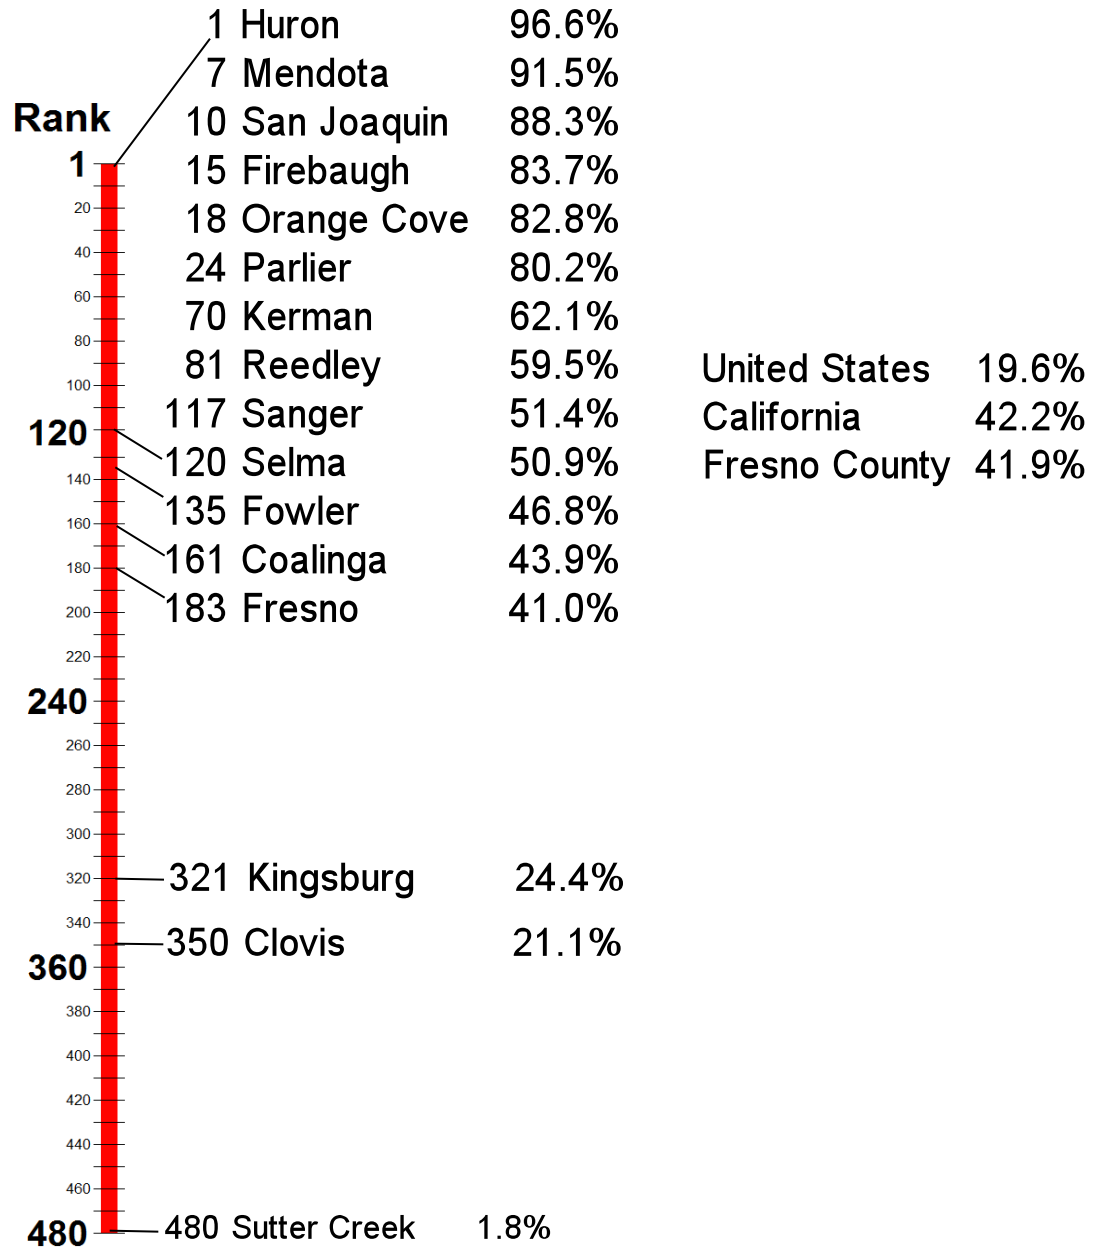 1 Huron 96.6%
7 Mendota 91.5%
Rank
10 San Joaquin 88.3%
1
15 Firebaugh 83.7%
20
18 Orange Cove 82.8%
40
24 Parlier 80.2%
60
70 Kerman 62.1%
80
81 Reedley 59.5%
United States 19.6%
100
117 Sanger 51.4%
California 42.2%
120
120 Selma 50.9%
Fresno County 41.9%
140
135 Fowler 46.8%
160
161 Coalinga 43.9%
180
183 Fresno 41.0%
200
220
240
260
280
300
320
321 Kingsburg 24.4%
340
350 Clovis 21.1%
360
380
400
420
440
460
480
480 Sutter Creek 1.8%